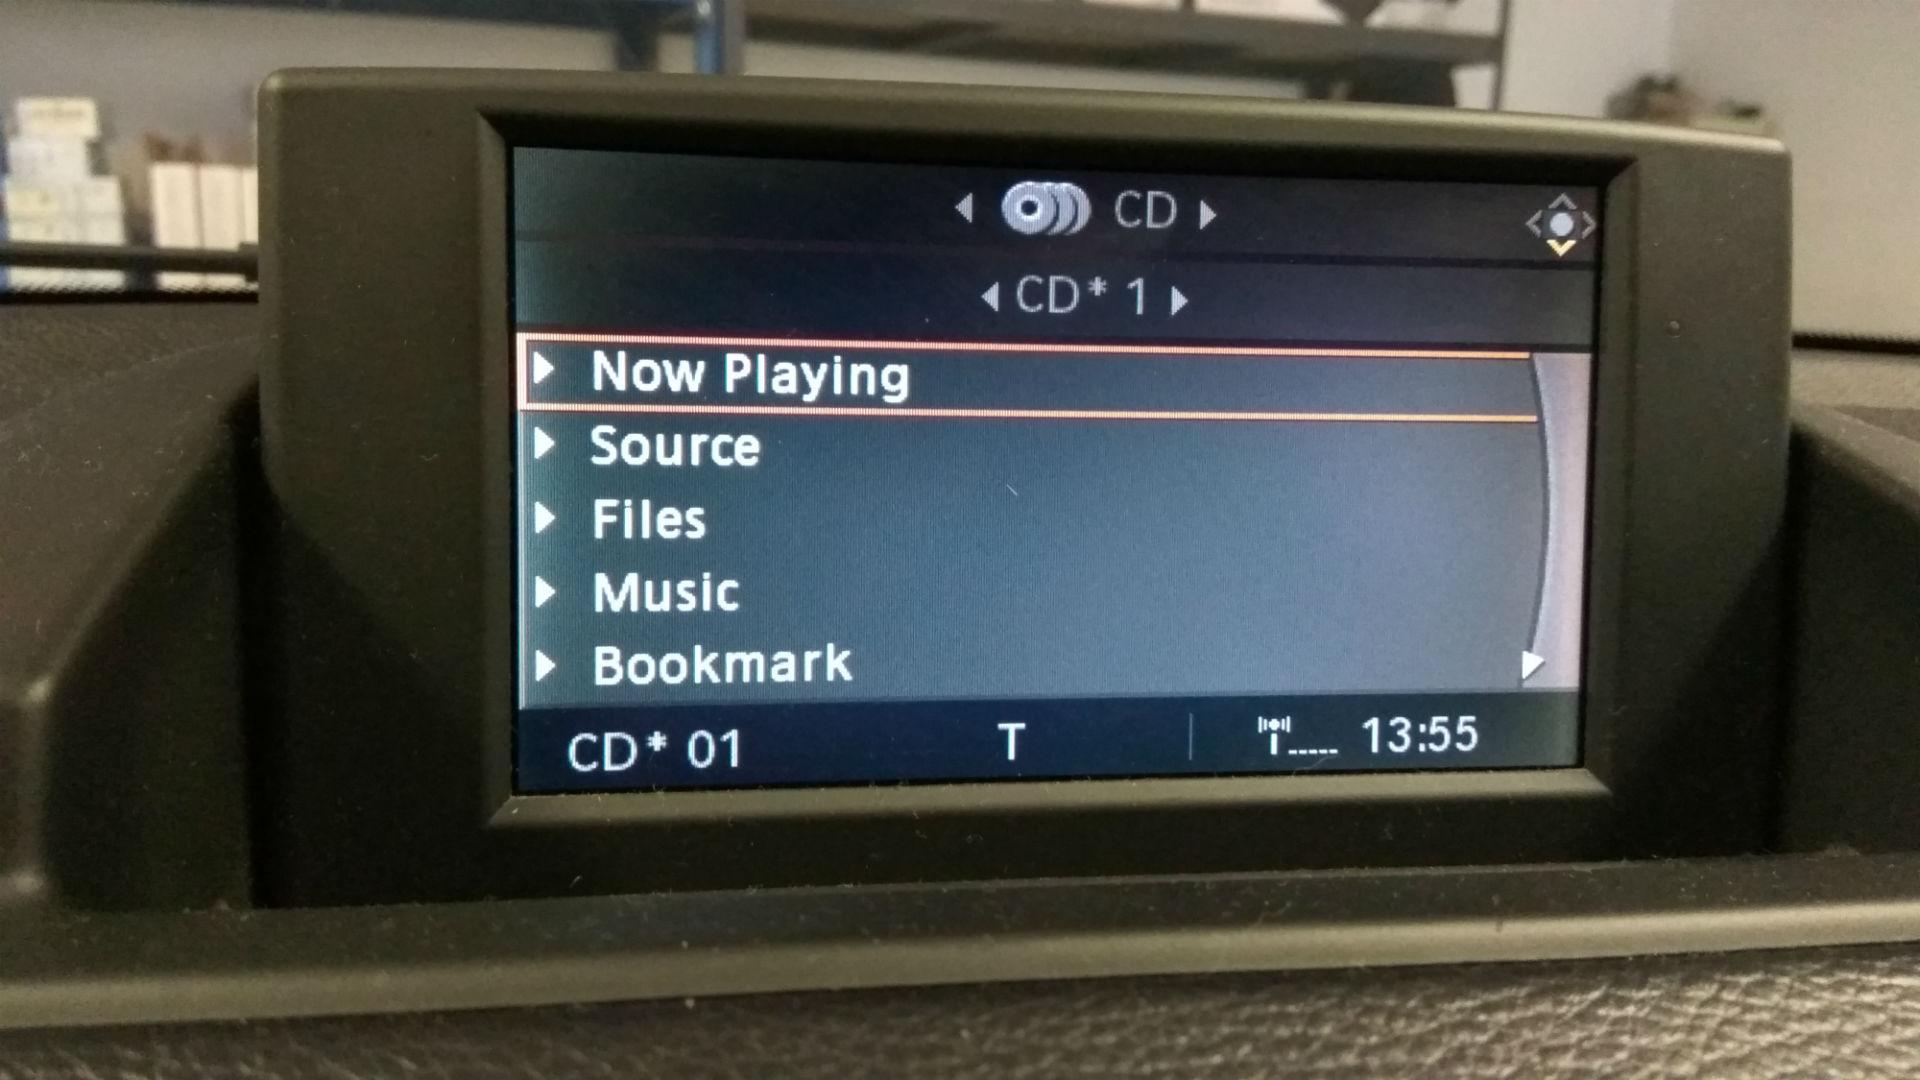 CD
CD* 1
Now Playing
Source
Files
Music
Bookmark
CD* 01 T 13:55